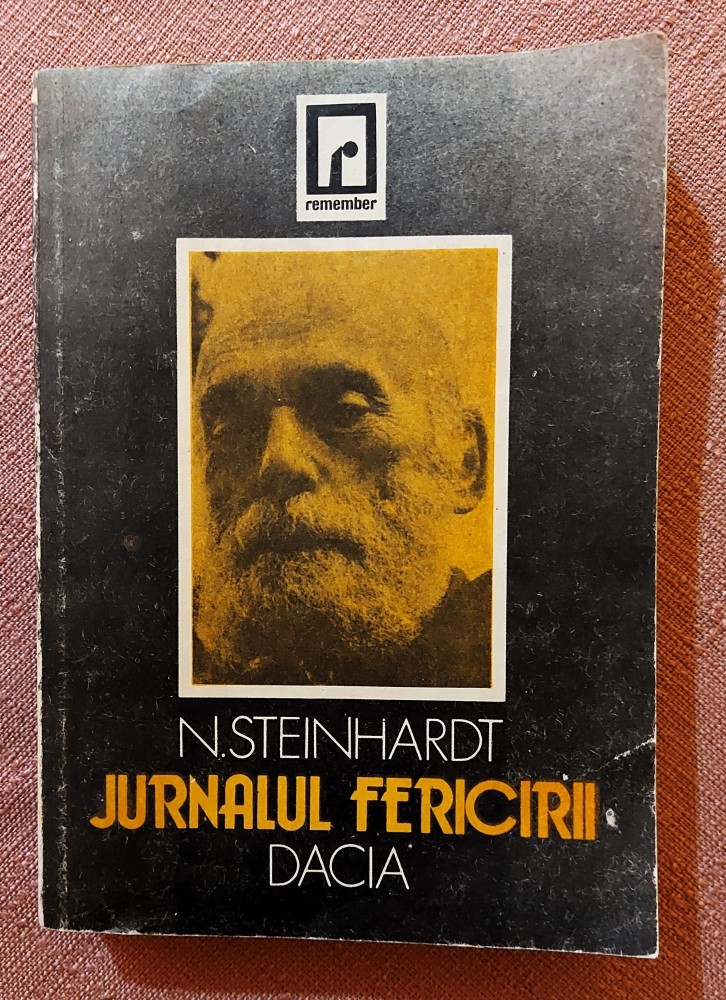 r
remember
N.STEINHARDT
JURNALUL FERICIRII
DACIA